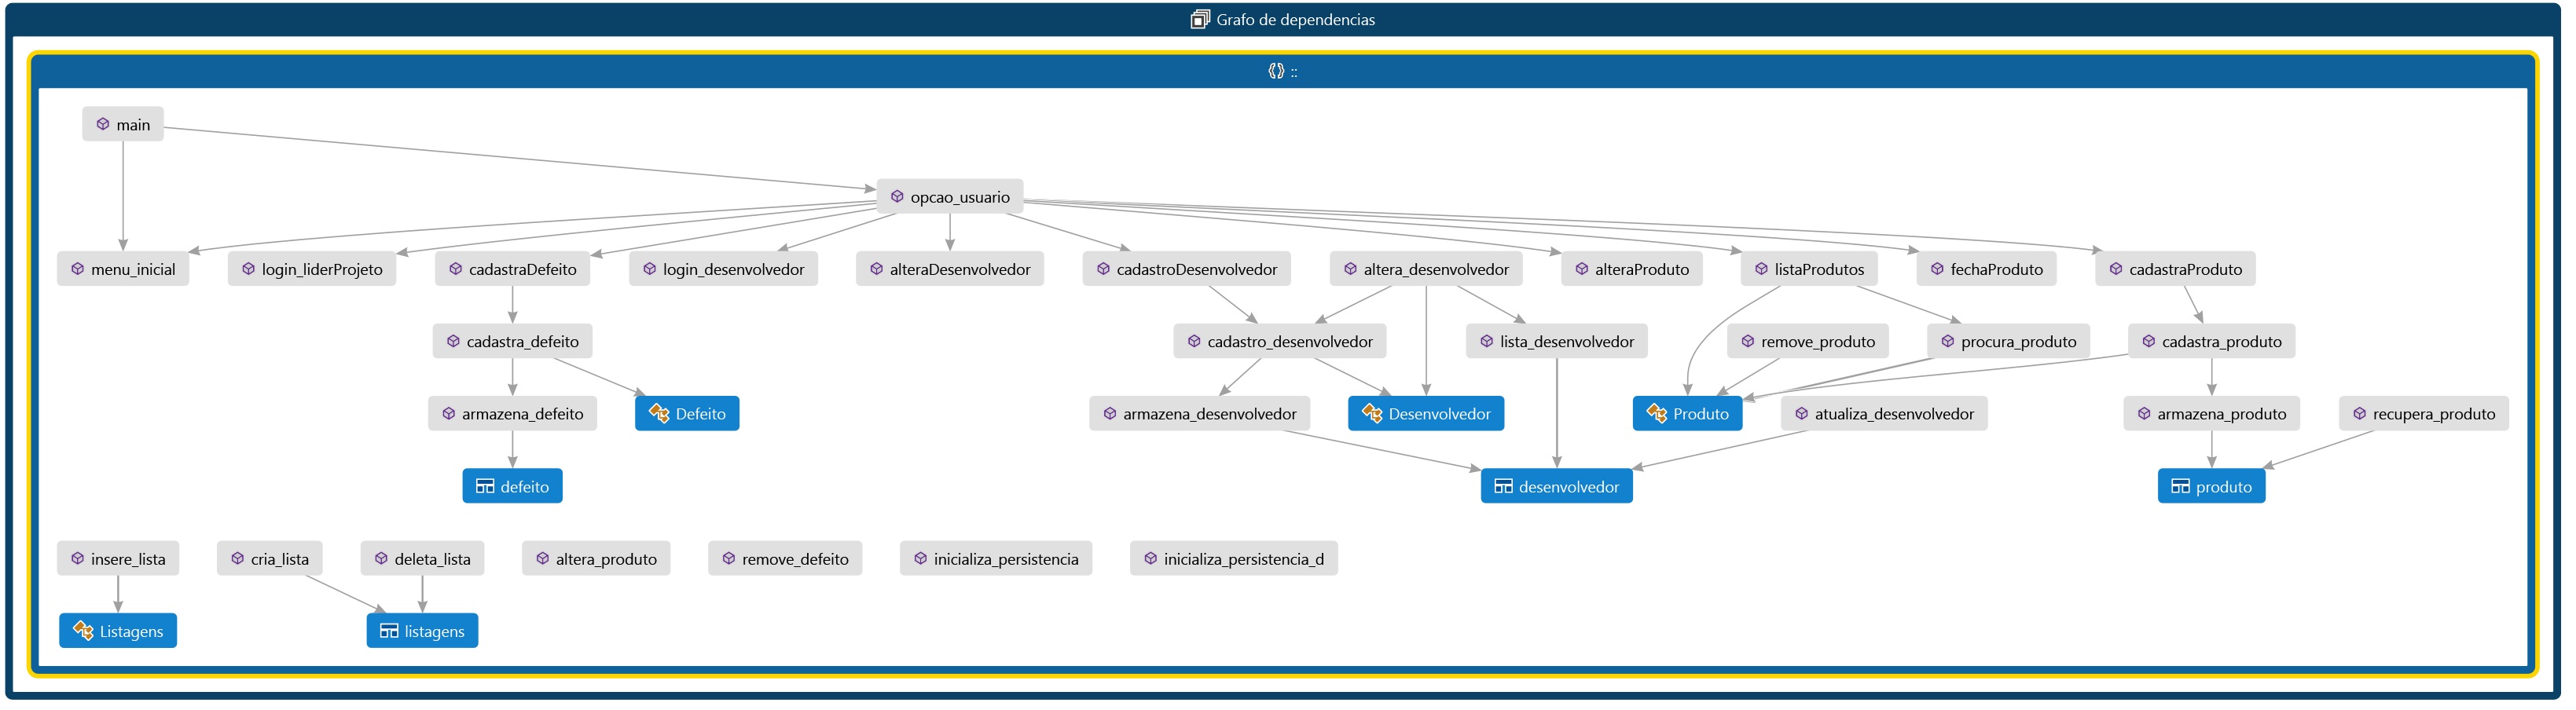 Grafo de dependencias
::
main
opcao_usuario
menu_inicial
login_liderProjeto
cadastraDefeito
login_desenvolvedor
alteraDesenvolvedor
cadastroDesenvolvedor
altera_desenvolvedor
alteraProduto
listaProdutos
fechaProduto
cadastraProduto
cadastra_defeito
cadastro_desenvolvedor
lista_desenvolvedor
remove_produto
procura_produto
cadastra_produto
armazena_defeito
Defeito
armazena_desenvolvedor
Desenvolvedor
Produto
atualiza_desenvolvedor
armazena_produto
recupera_produto
defeito
desenvolvedor
produto
insere_lista
cria_lista
deleta_lista
altera_produto
remove_defeito
inicializa_persistencia
inicializa_persistencia_d
Listagens
listagens